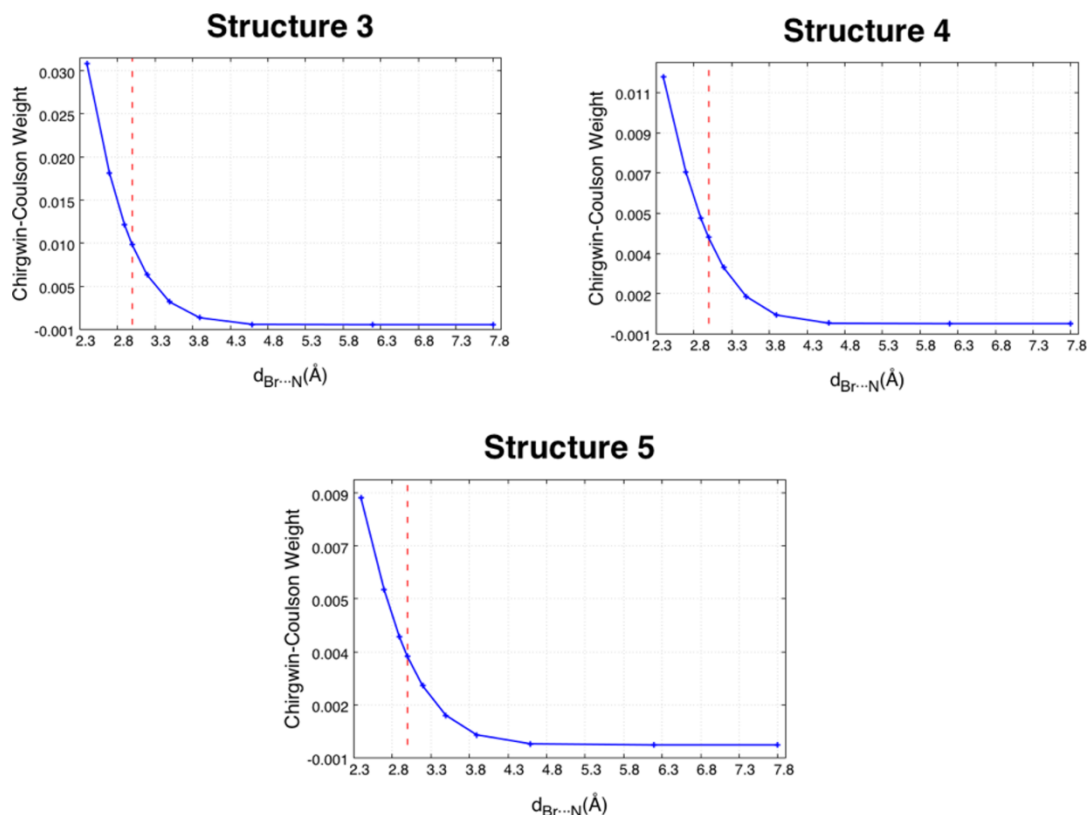 Structure 3
Chirgwin-Coulson Weight
0.030
0.025
0.020
0.015
0.010
0.005
-0.001
2.3 2.8 3.3 3.8 4.3 4.8 5.3 5.8 6.3 6.8 7.3 7.8
dBr···N(Å)
Structure 4
Chirgwin-Coulson Weight
0.011
0.009
0.007
0.005
0.004
0.002
-0.001
2.3 2.8 3.3 3.8 4.3 4.8 5.3 5.8 6.3 6.8 7.3 7.8
dBr···N(Å)
Structure 5
Chirgwin-Coulson Weight
0.009
0.007
0.005
0.004
0.002
-0.001
2.3 2.8 3.3 3.8 4.3 4.8 5.3 5.8 6.3 6.8 7.3 7.8
dBr···N(Å)